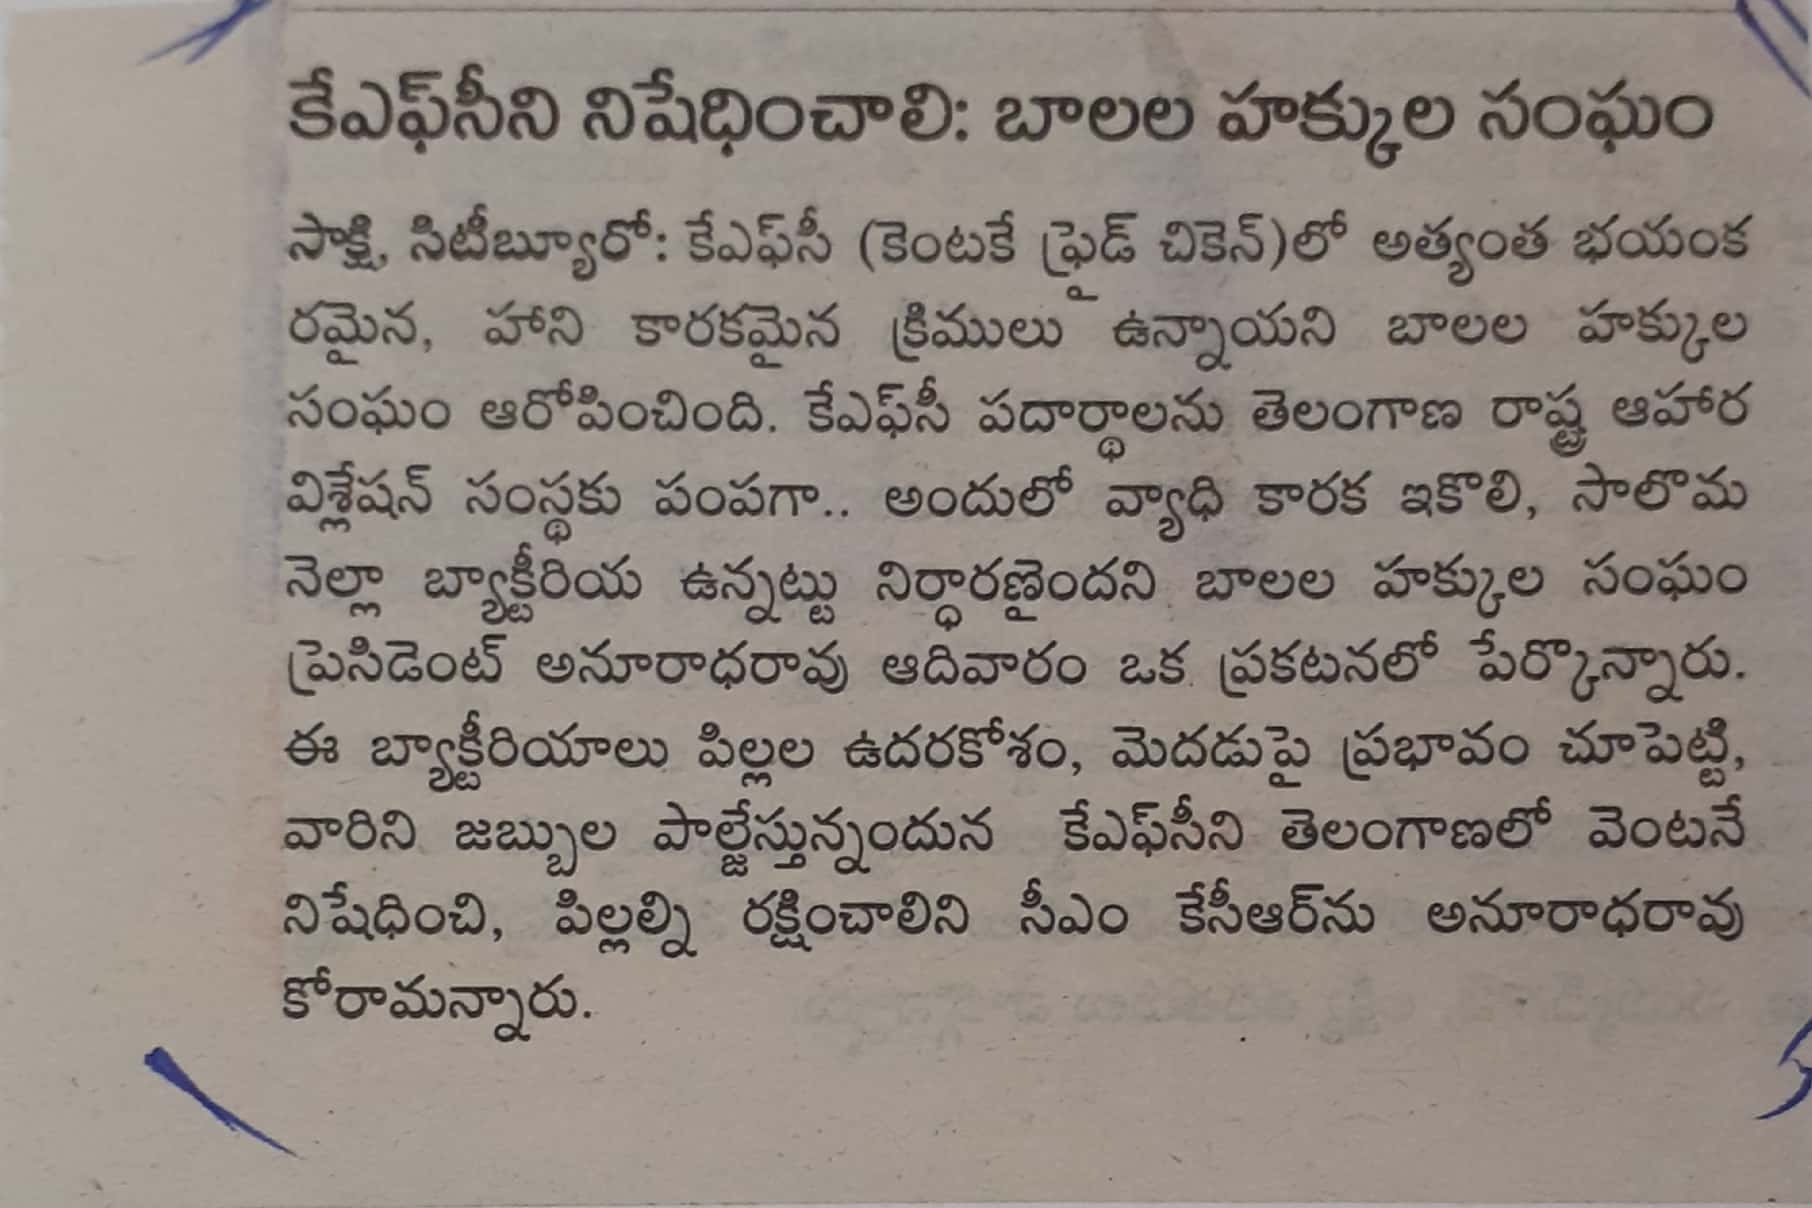 కేఎఫ్‌సీని నిషేధించాలి: బాలల హక్కుల సంఘం
సాక్షి, సిటీబ్యూరో: కేఎఫ్‌సీ (కెంటకే ఫ్రైడ్ చికెన్)లో అత్యంత భయంక
రమైన, హాని కారకమైన క్రిములు ఉన్నాయని బాలల హక్కుల
సంఘం ఆరోపించింది. కేఎఫ్‌సీ పదార్థాలను తెలంగాణ రాష్ట్ర ఆహార
విశ్లేషన్ సంస్థకు పంపగా.. అందులో వ్యాధి కారక ఇకొలి, సాలొమ
నెల్లా బ్యాక్టీరియ ఉన్నట్టు నిర్ధారణైందని బాలల హక్కుల సంఘం
ప్రెసిడెంట్ అనూరాధరావు ఆదివారం ఒక ప్రకటనలో పేర్కొన్నారు.
ఈ బ్యాక్టీరియాలు పిల్లల ఉదరకోశం, మెదడుపై ప్రభావం చూపెట్టి,
వారిని జబ్బుల పాల్జేస్తున్నందున కేఎఫ్‌సీని తెలంగాణలో వెంటనే
నిషేధించి, పిల్లల్ని రక్షించాలిని సీఎం కేసీఆర్‌ను అనూరాధరావు
కోరామన్నారు.